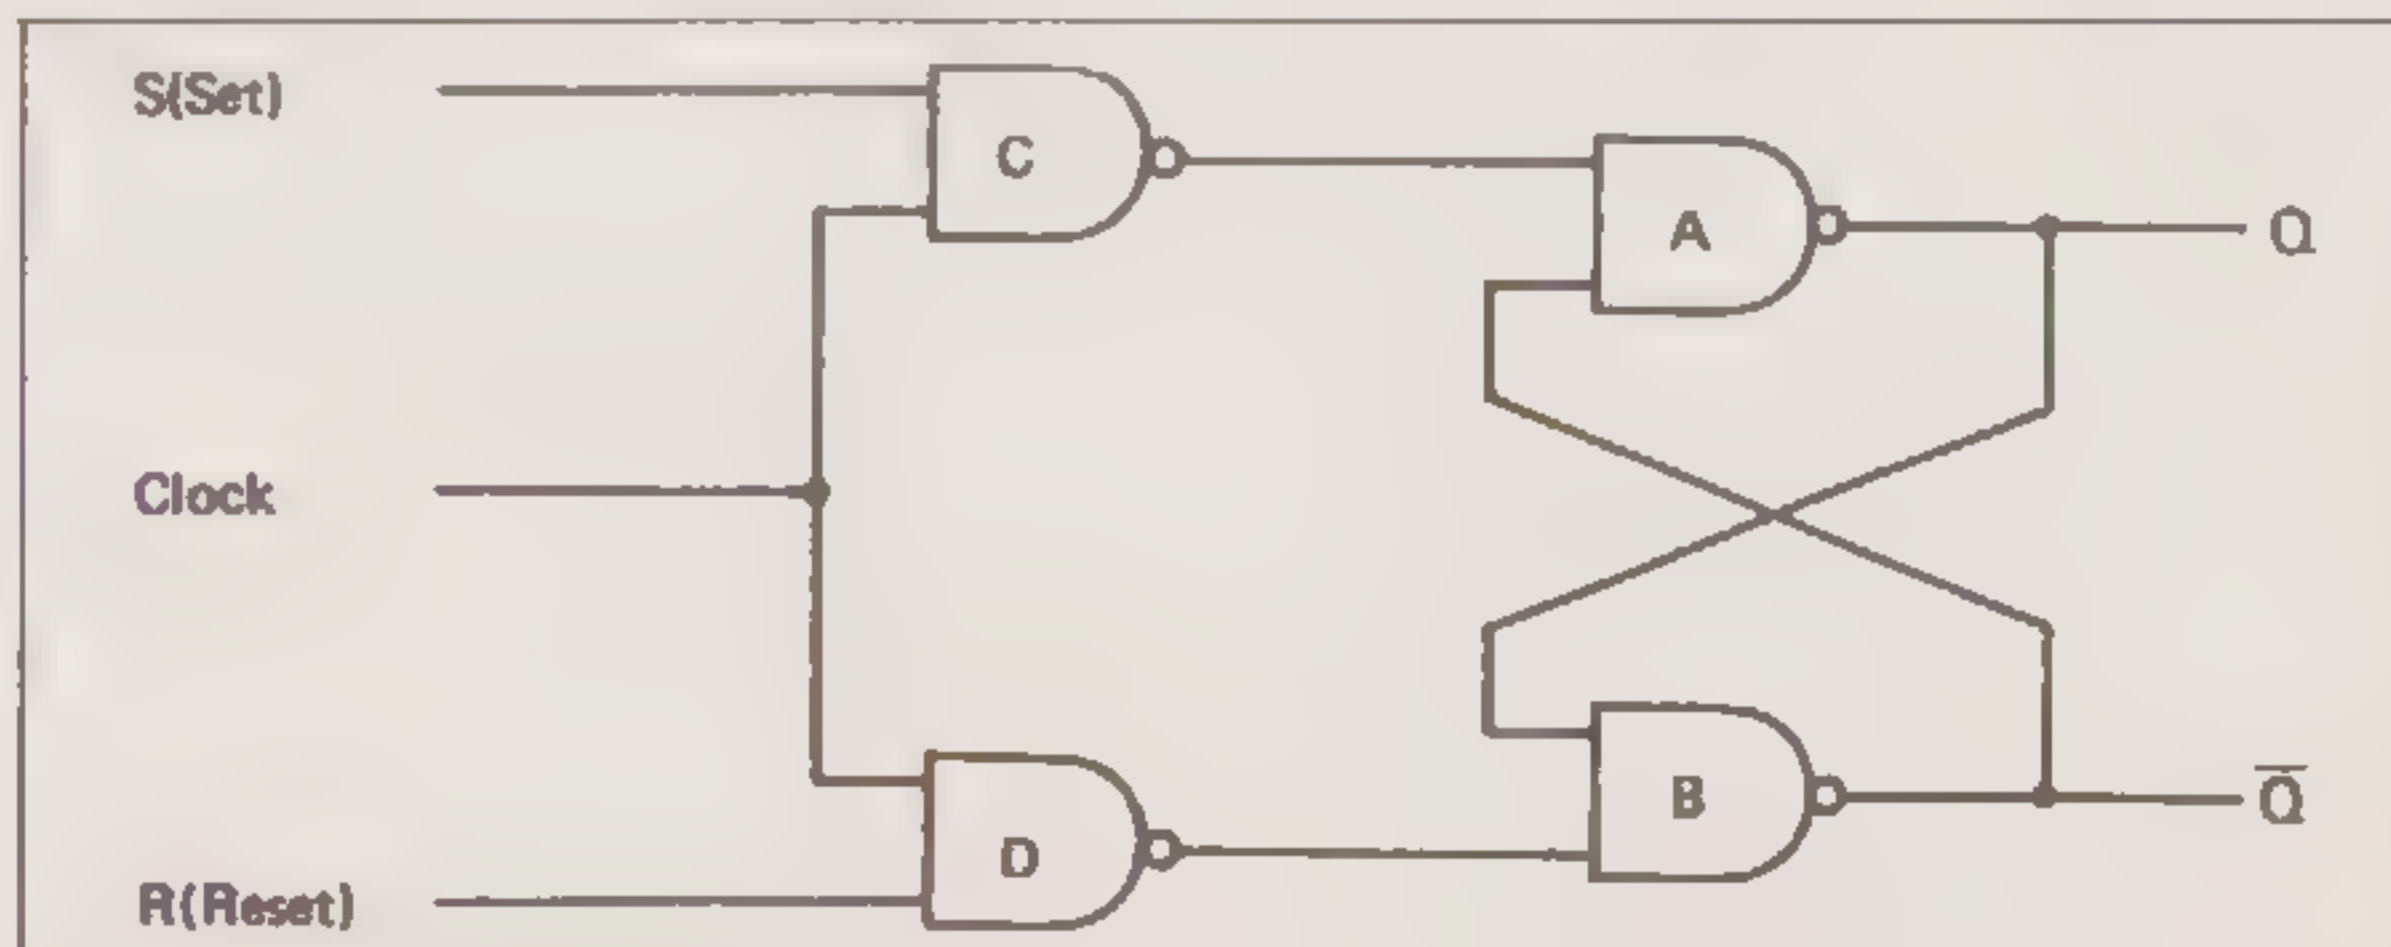 S(Set)
C
A
Q
Clock
B
Q̅
D
R(Reset)